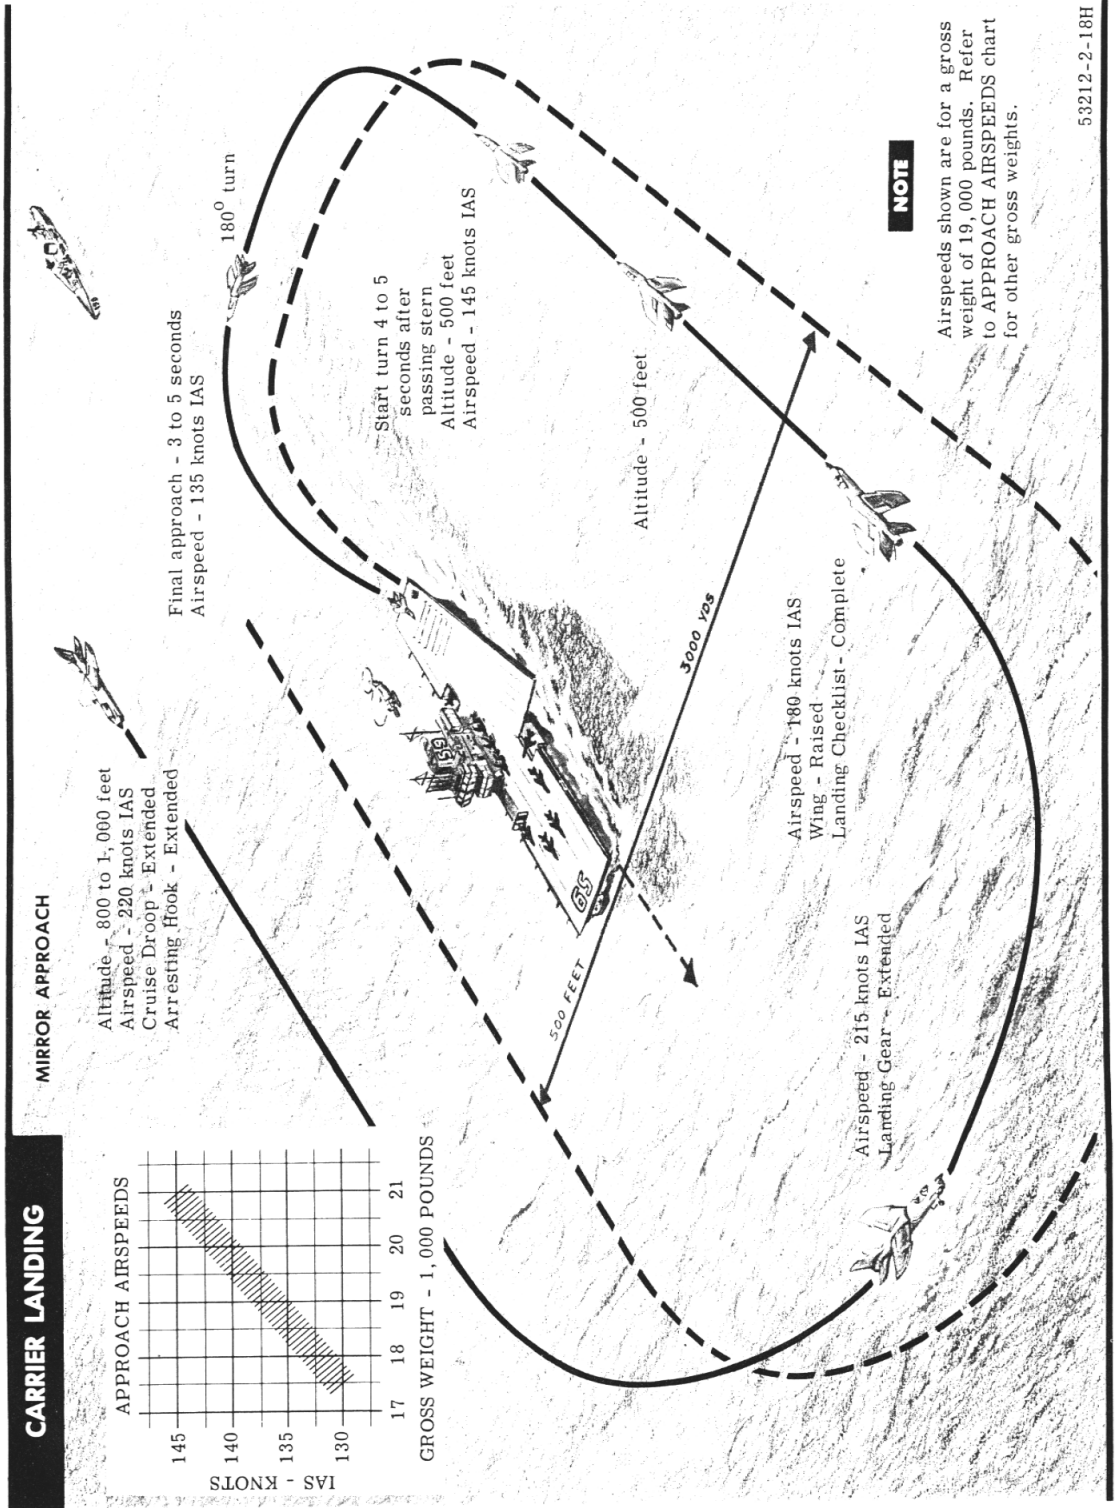 CARRIER LANDING
MIRROR APPROACH
APPROACH AIRSPEEDS
IAS - KNOTS
145
140
135
130
17 18 19 20 21
GROSS WEIGHT - 1,000 POUNDS
Altitude - 800 to 1,000 feet
Airspeed - 220 knots IAS
Cruise Droop - Extended
Arresting Hook - Extended
Final approach - 3 to 5 seconds
Airspeed - 135 knots IAS
180° turn
Start turn 4 to 5
seconds after
passing stern
Altitude - 500 feet
Airspeed - 145 knots IAS
Altitude - 500 feet
500 FEET
3000 YDS
Airspeed - 180 knots IAS
Wing - Raised
Landing Checklist- Complete
Airspeed - 215 knots IAS
Landing Gear - Extended
NOTE
Airspeeds shown are for a gross
weight of 19,000 pounds. Refer
to APPROACH AIRSPEEDS chart
for other gross weights.
53212-2-18H